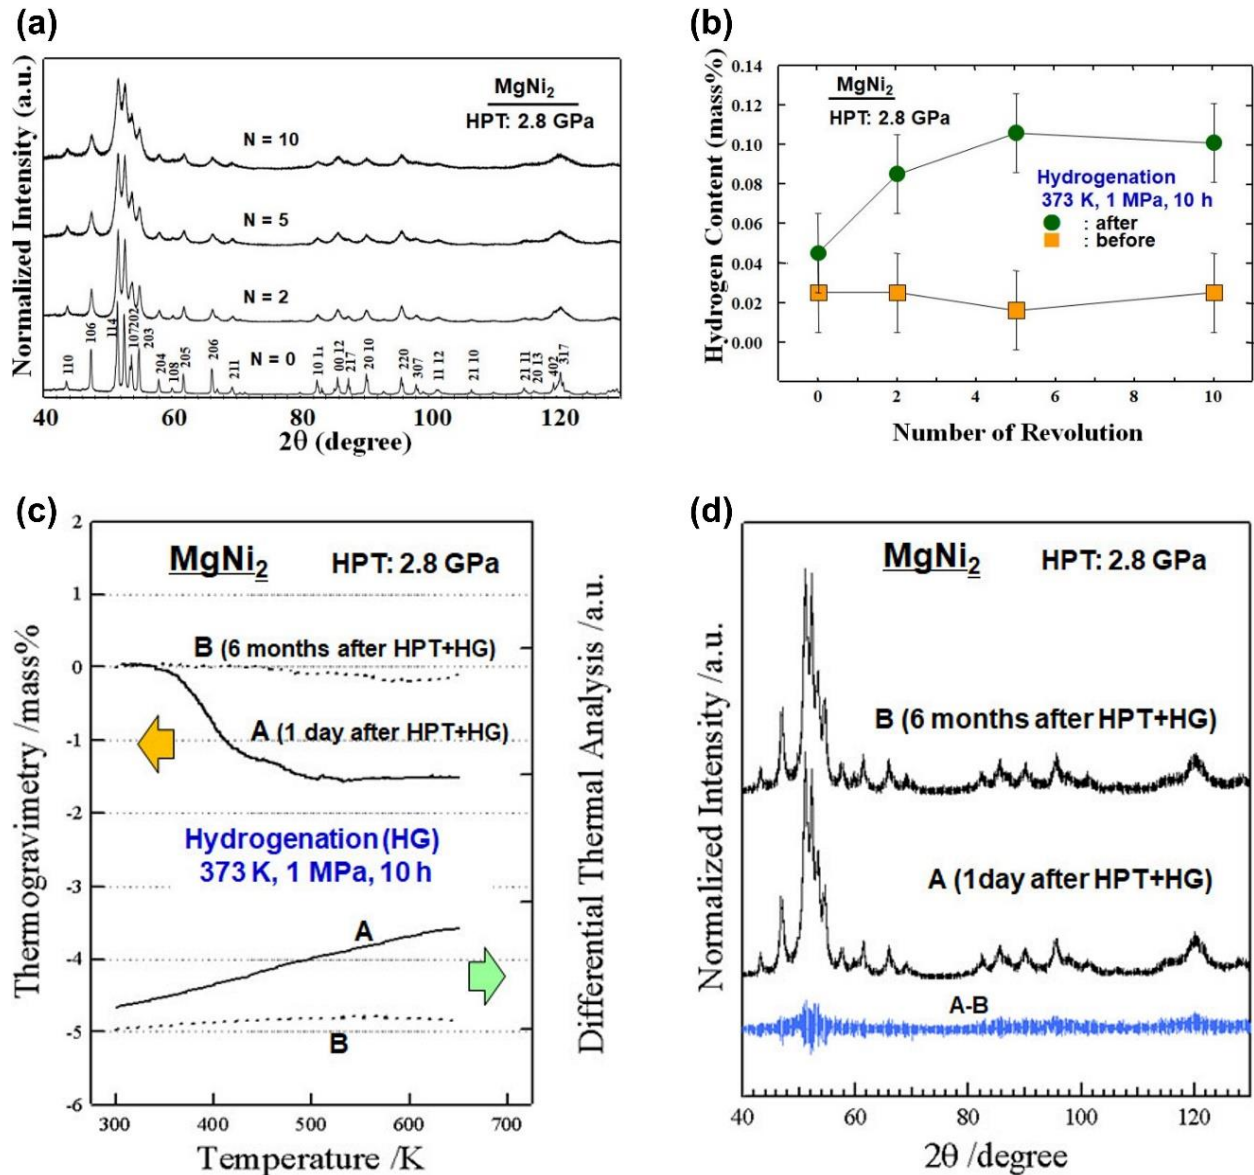 (a)
Normalized Intensity (a.u.)
MgNi2
HPT: 2.8 GPa
N = 10
N = 5
N = 2
N = 0
110
106
114
107
202
203
204
108
205
206
211
00 12
217
20 10
220
307
11 12
21 10
21 11
20 13
402
317
40
60
80
100
120
2θ (degree)
(b)
Hydrogen Content (mass%)
0.14
0.12
0.10
0.08
0.06
0.04
0.02
0.00
MgNi2
HPT: 2.8 GPa
Hydrogenation
373 K, 1 MPa, 10 h
: after
: before
0
2
4
6
8
10
Number of Revolution
(c)
Thermogravimetry /mass%
2
1
0
-1
-2
-3
-4
-5
-6
MgNi2 HPT: 2.8 GPa
B (6 months after HPT+HG)
A (1 day after HPT+HG)
Hydrogenation (HG)
373 K, 1 MPa, 10 h
A
B
Differential Thermal Analysis /a.u.
300
400
500
600
700
Temperature /K
(d)
Normalized Intensity /a.u.
MgNi2 HPT: 2.8 GPa
B (6 months after HPT+HG)
A (1day after HPT+HG)
A-B
40
60
80
100
120
2θ /degree